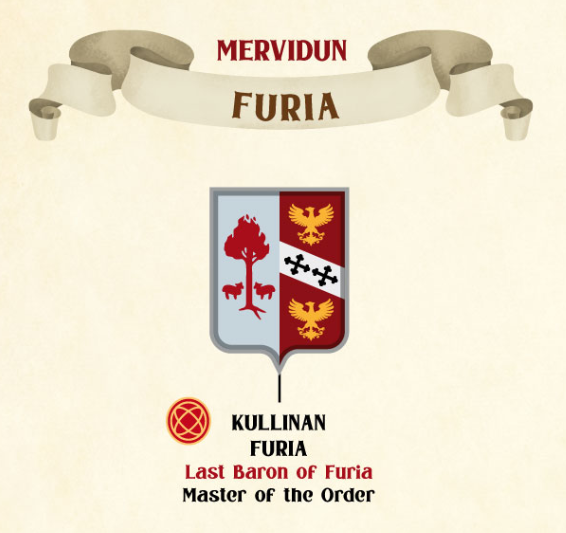 MERVIDUN
FURIA
KULLINAN
FURIA
Last Baron of Furia
Master of the Order